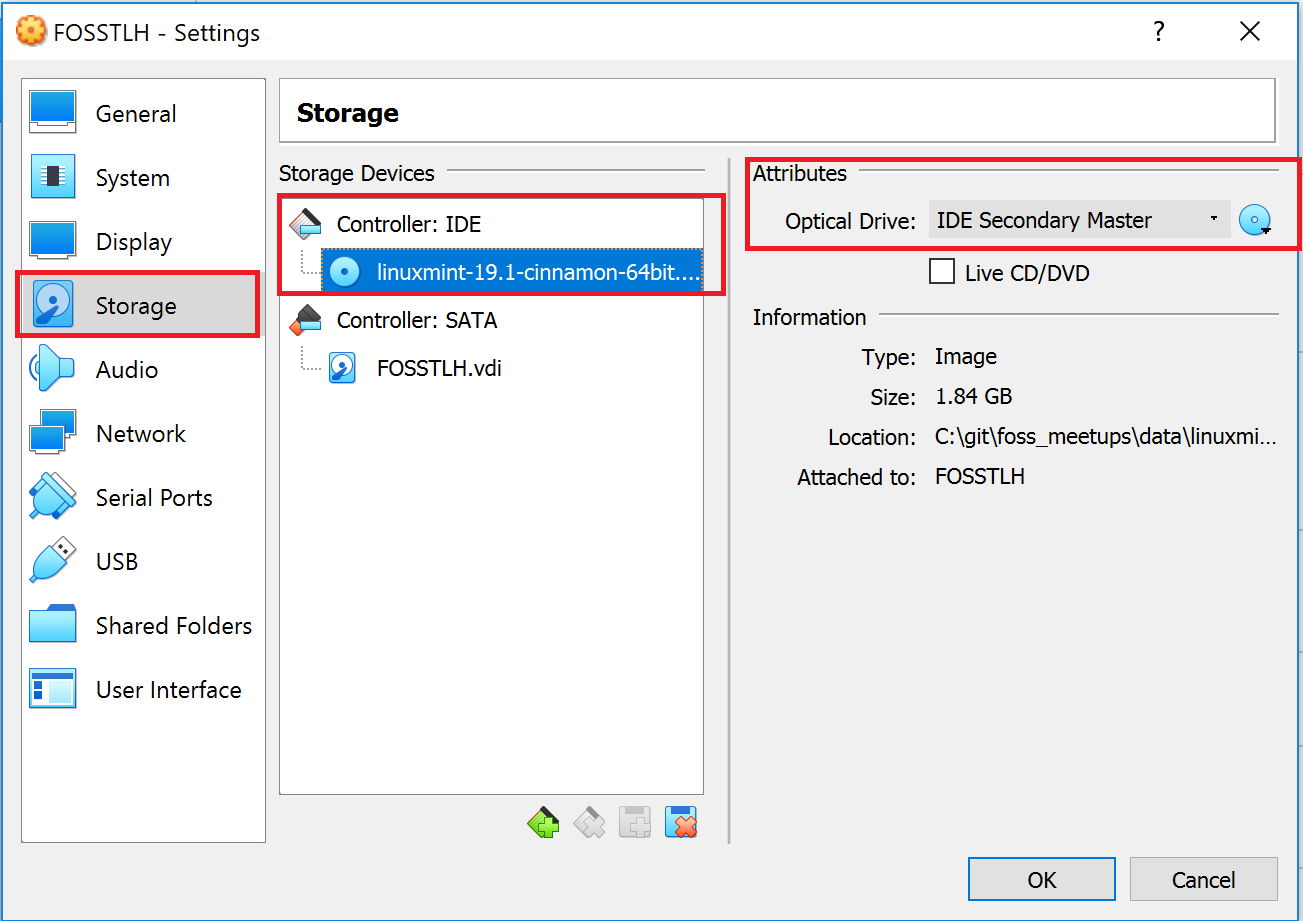 FOSSTLH - Settings
?
General
System
Display
Storage
Audio
Network
Serial Ports
USB
Shared Folders
User Interface
Storage
Storage Devices
Controller: IDE
linuxmint-19.1-cinnamon-64bit....
Controller: SATA
FOSSTLH.vdi
Attributes
Optical Drive: IDE Secondary Master
Live CD/DVD
Information
Type: Image
Size: 1.84 GB
Location: C:\git\foss_meetups\data\linuxmi...
Attached to: FOSSTLH
OK Cancel